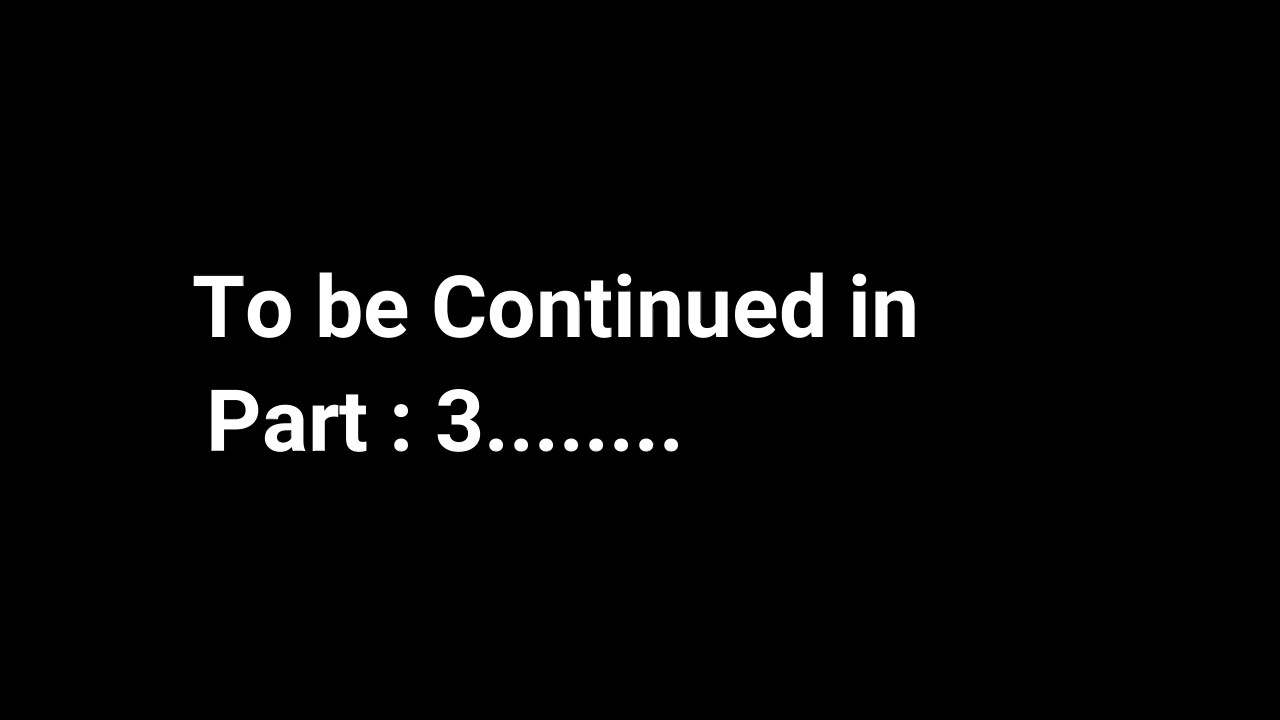 To be Continued in
Part : 3........